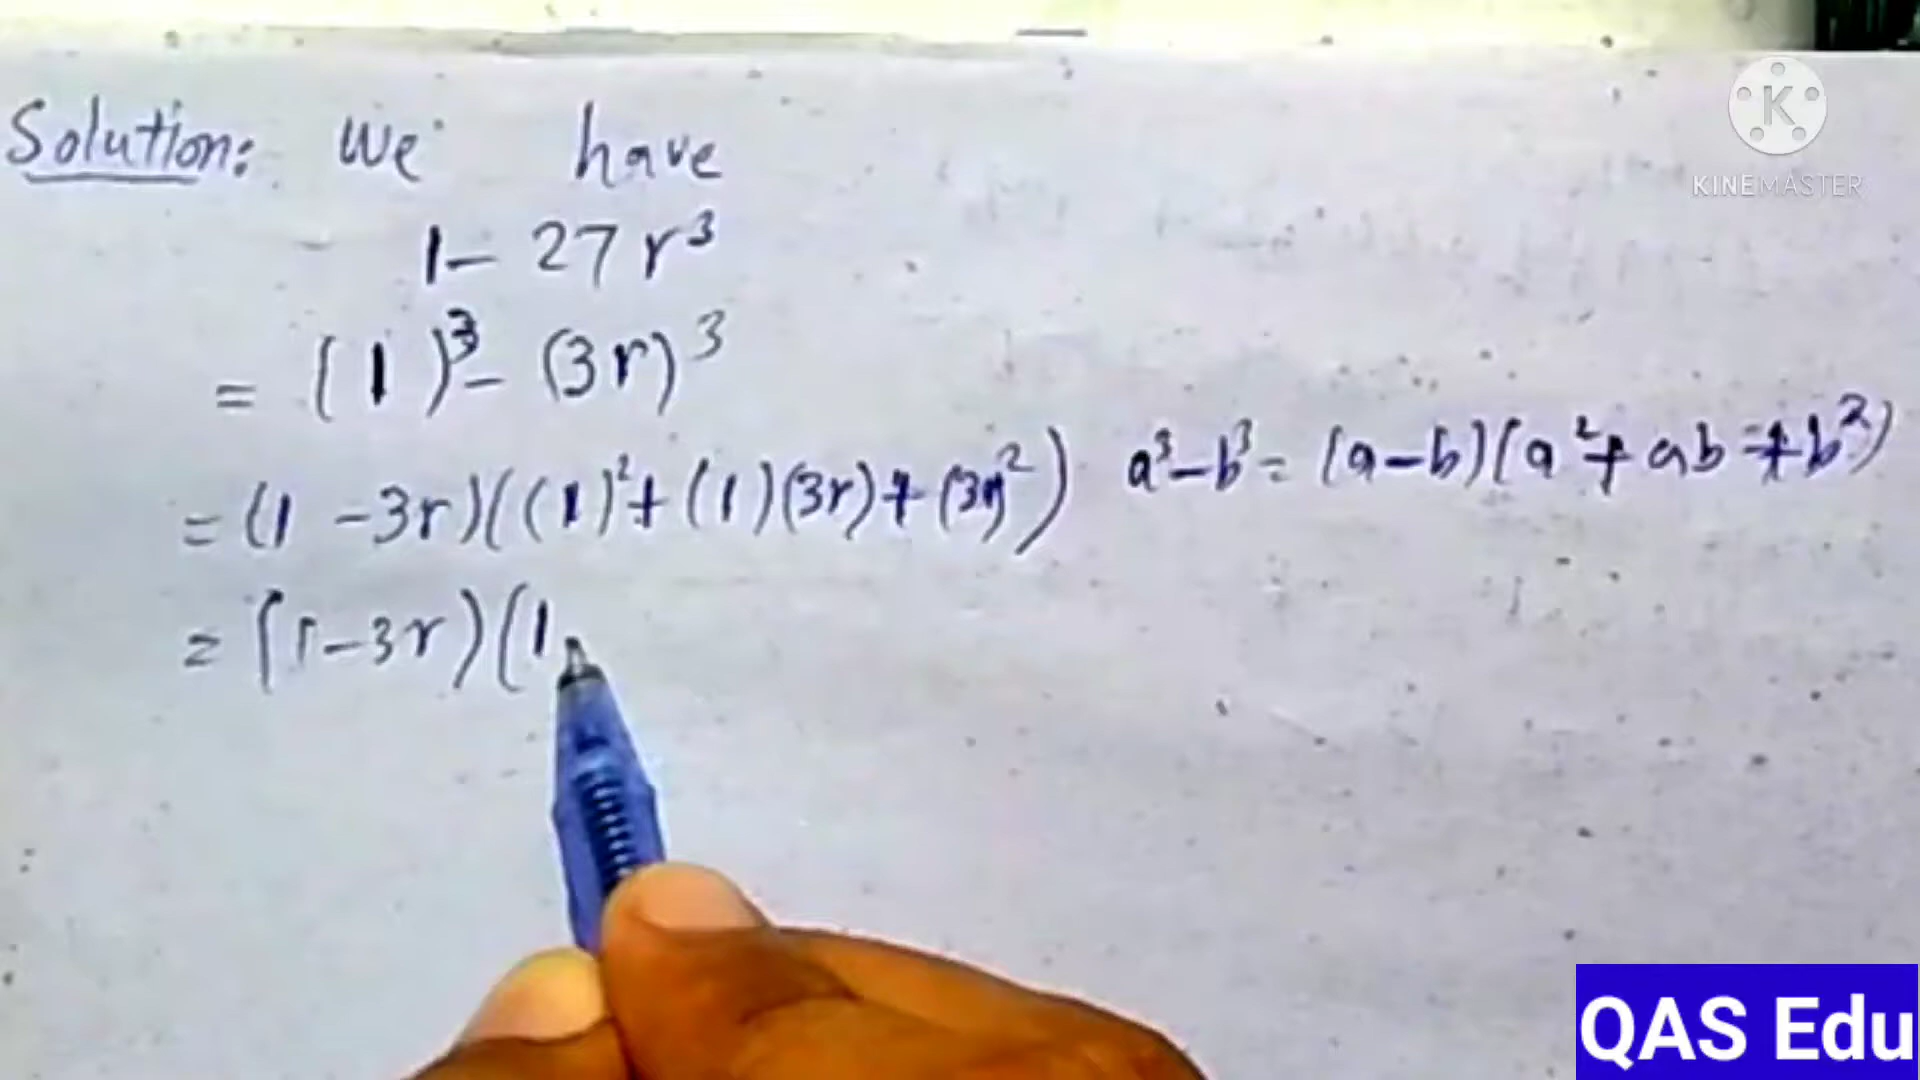 Solution: We have
1 - 27r³
= (1)³ - (3r)³
= (1 - 3r)((1)² + (1)(3r) + (3r)²) a³-b³ = (a-b)(a²+ab+b²)
= (1-3r)(1
KINEMASTER
QAS Edu